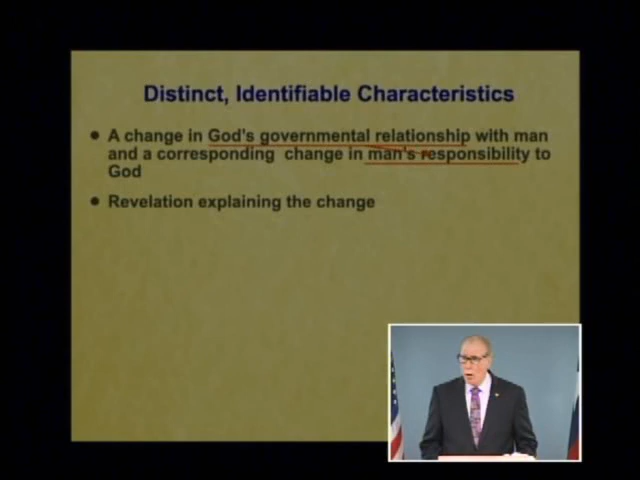 Distinct, Identifiable Characteristics
• A change in God's governmental relationship with man
and a corresponding change in man's responsibility to
God
• Revelation explaining the change